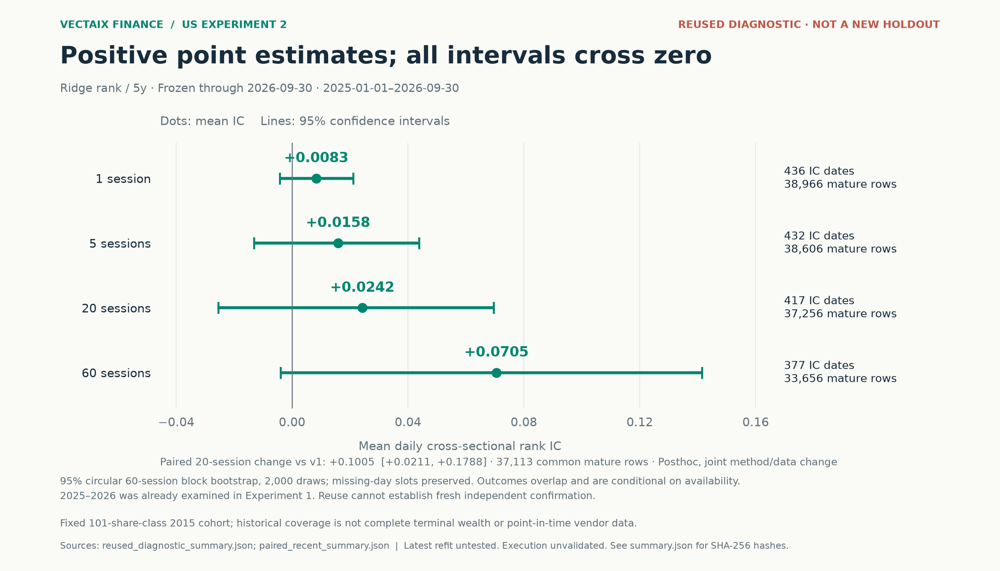 VECTAIX FINANCE / US EXPERIMENT 2
REUSED DIAGNOSTIC · NOT A NEW HOLDOUT
Positive point estimates; all intervals cross zero
Ridge rank / 5y · Frozen through 2026-09-30 · 2025-01-01–2026-09-30
Dots: mean IC Lines: 95% confidence intervals
+0.0083
1 session
436 IC dates
38,966 mature rows
+0.0158
5 sessions
432 IC dates
38,606 mature rows
+0.0242
20 sessions
417 IC dates
37,256 mature rows
+0.0705
60 sessions
377 IC dates
33,656 mature rows
−0.04 0.00 0.04 0.08 0.12 0.16
Mean daily cross-sectional rank IC
Paired 20-session change vs v1: +0.1005 [+0.0211, +0.1788] · 37,113 common mature rows · Posthoc, joint method/data change
95% circular 60-session block bootstrap, 2,000 draws; missing-day slots preserved. Outcomes overlap and are conditional on availability.
2025–2026 was already examined in Experiment 1. Reuse cannot establish fresh independent confirmation.
Fixed 101-share-class 2015 cohort; historical coverage is not complete terminal wealth or point-in-time vendor data.
Sources: reused_diagnostic_summary.json; paired_recent_summary.json | Latest refit untested. Execution unvalidated. See summary.json for SHA-256 hashes.